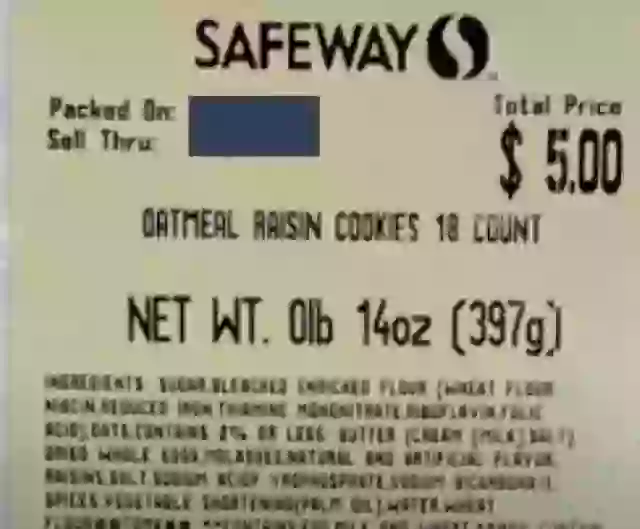 SAFEWAY
Packed On:
Sell Thru:
Total Price
$ 5.00
OATMEAL RAISIN COOKIES 18 COUNT
NET WT. 0lb 14oz (397g)
INGREDIENTS: SUGAR,BLEACHED ENRICHED FLOUR (WHEAT FLOUR
NIACIN,REDUCED IRON,THIAMINE MONONITRATE,RIBOFLAVIN,FOLIC
ACID),OATS,CONTAINS 2% OR LESS BUTTER (CREAM (MILK),SALT)
DRIED WHOLE EGGS,MOLASSES,NATURAL AND ARTIFICIAL FLAVOR,
RAISINS,SALT,SODIUM ACID SODIUM
SPICES,VEGETABLE SHORTENING(PALM OIL),WATER,WHEAT